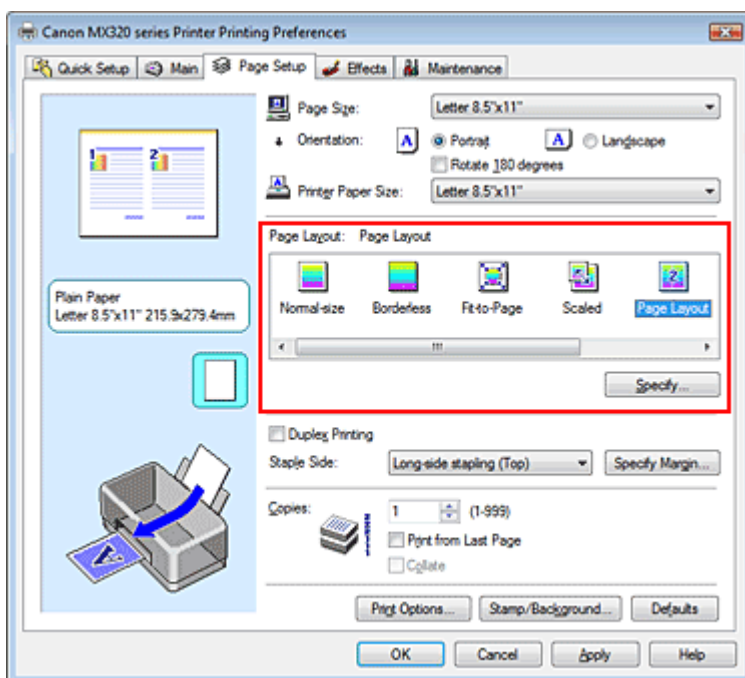 Canon MX320 series Printer Printing Preferences
Quick Setup Main Page Setup Effects Maintenance
Page Size: Letter 8.5"x11"
Orientation: A Portrait A Landscape
Rotate 180 degrees
Printer Paper Size: Letter 8.5"x11"
1 2
Page Layout: Page Layout
Normal-size Borderless Fit-to-Page Scaled Page Layout
2
Plain Paper
Letter 8.5"x11" 215.9x279.4mm
Specify...
Duplex Printing
Staple Side: Long-side stapling (Top) Specify Margin...
Copies: 1 (1-999)
Print from Last Page
Collate
A
Print Options... Stamp/Background... Defaults
OK Cancel Apply Help